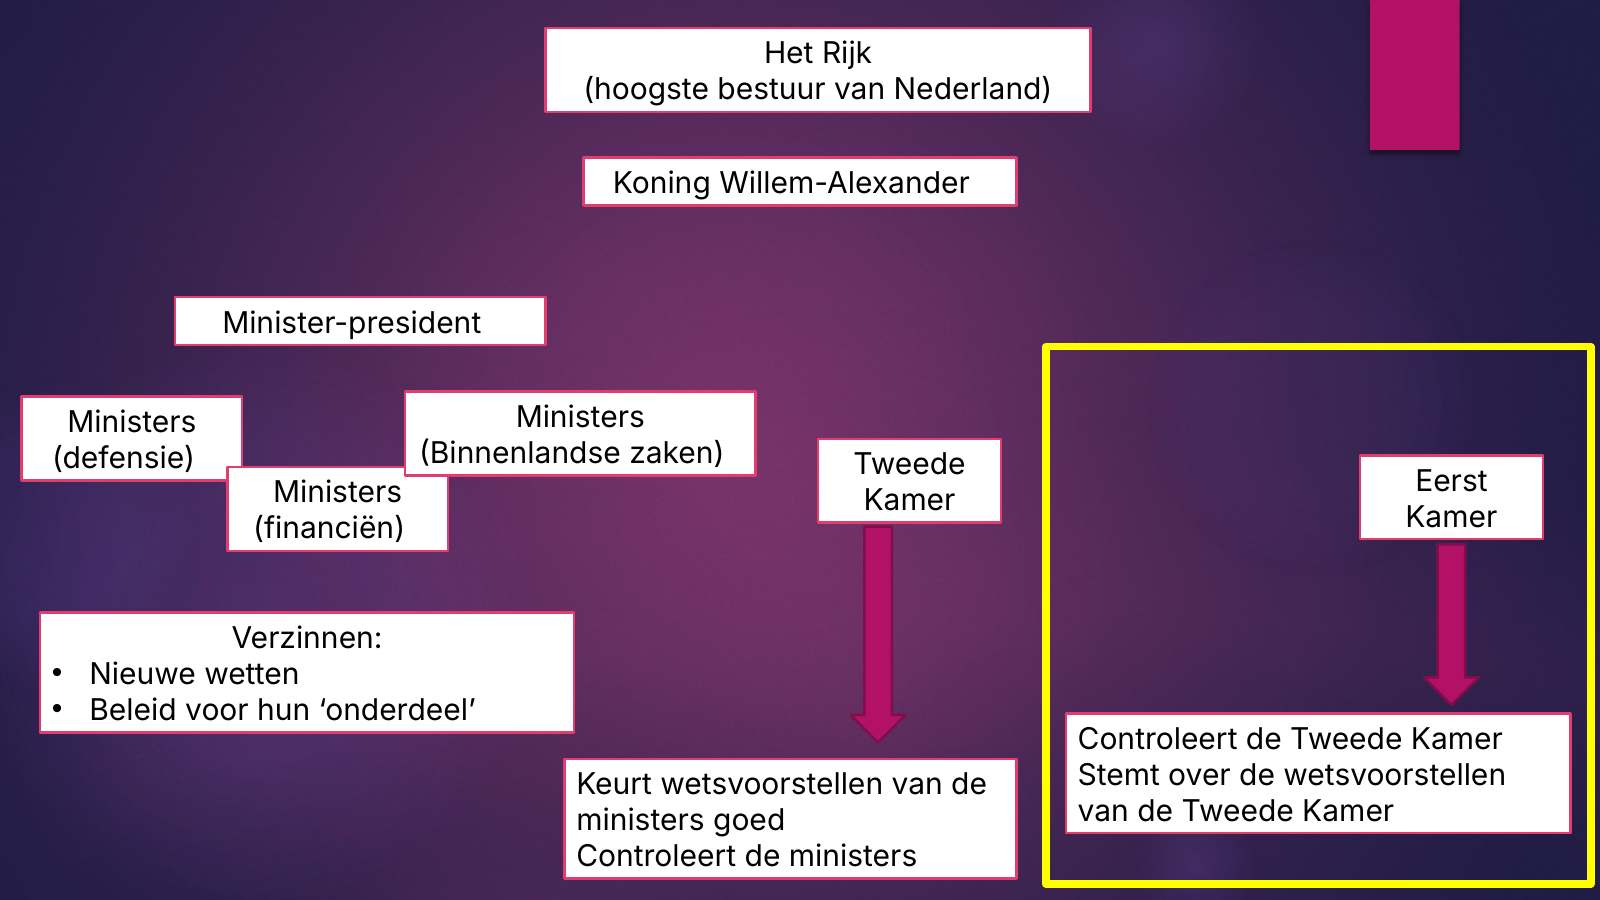 Het Rijk
(hoogste bestuur van Nederland)
Koning Willem-Alexander
Minister-president
Ministers
(defensie)
Ministers
(Binnenlandse zaken)
Ministers
(financiën)
Tweede
Kamer
Eerst
Kamer
Verzinnen:
• Nieuwe wetten
• Beleid voor hun ‘onderdeel’
Keurt wetsvoorstellen van de
ministers goed
Controleert de ministers
Controleert de Tweede Kamer
Stemt over de wetsvoorstellen
van de Tweede Kamer